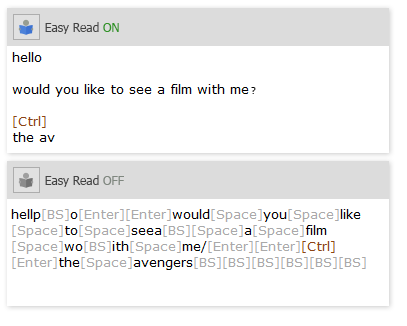 Easy Read ON
hello
would you like to see a film with me?
[Ctrl]
the av
Easy Read OFF
hellp[BS]o[Enter][Enter]would[Space]you[Space]like
[Space]to[Space]seea[BS][Space]a[Space]film
[Space]wo[BS]ith[Space]me/[Enter][Enter][Ctrl]
[Enter]the[Space]avengers[BS][BS][BS][BS][BS][BS]